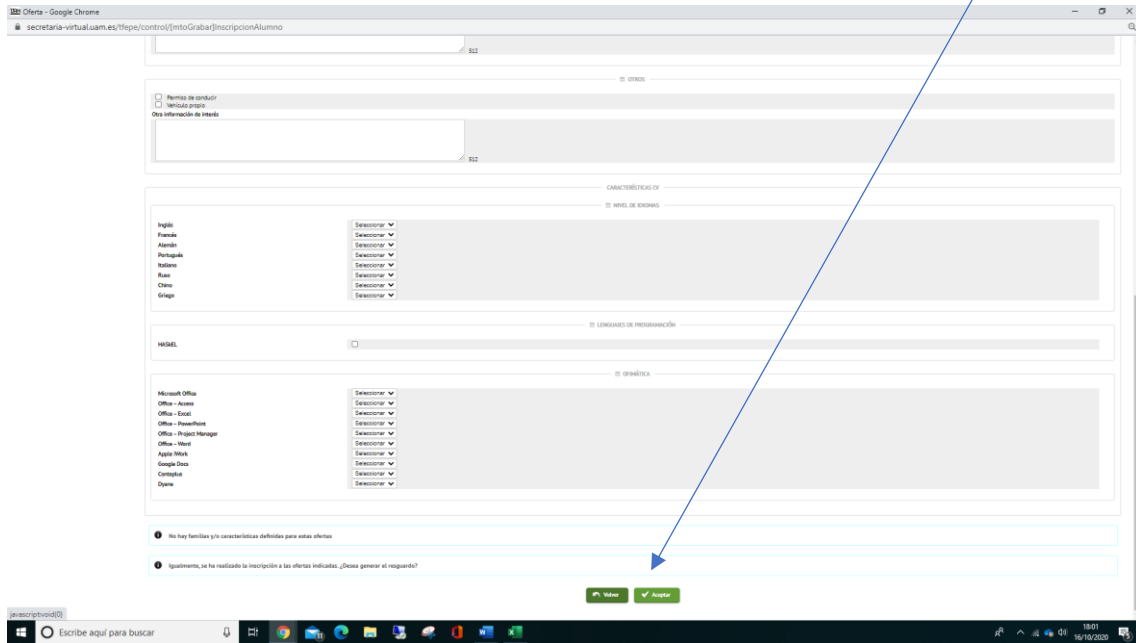 Oferta - Google Chrome
secretaria-virtual.uam.es/tfepe/control/[mtoGrabar]InscripcionAlumno
512
OTROS
Permiso de conducir
Vehículo propio
Otra información de interés
512
CARACTERÍSTICAS CV
NIVEL DE IDIOMAS
Inglés Seleccionar
Francés Seleccionar
Alemán Seleccionar
Portugués Seleccionar
Italiano Seleccionar
Ruso Seleccionar
Chino Seleccionar
Griego Seleccionar
LENGUAJES DE PROGRAMACIÓN
HASKEL
OFIMÁTICA
Microsoft Office Seleccionar
Office - Access Seleccionar
Office - Excel Seleccionar
Office - PowerPoint Seleccionar
Office - Project Manager Seleccionar
Office - Word Seleccionar
Apple iWork Seleccionar
Google Docs Seleccionar
Contaplus Seleccionar
Dyane Seleccionar
No hay familias y/o características definidas para estas ofertas
Igualmente, se ha realizado la inscripción a las ofertas indicadas. ¿Desea generar el resguardo?
Volver Aceptar
javascript:void(0)
Escribe aquí para buscar
18:01
16/10/2020